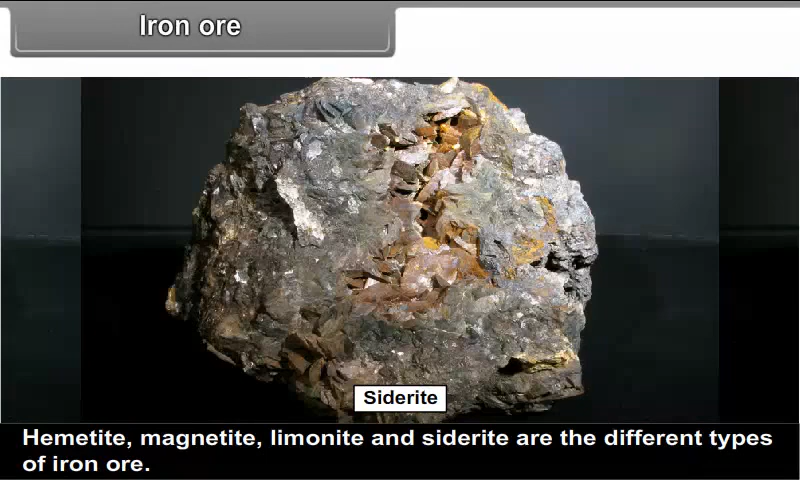 Iron ore
Siderite
Hemetite, magnetite, limonite and siderite are the different types
of iron ore.